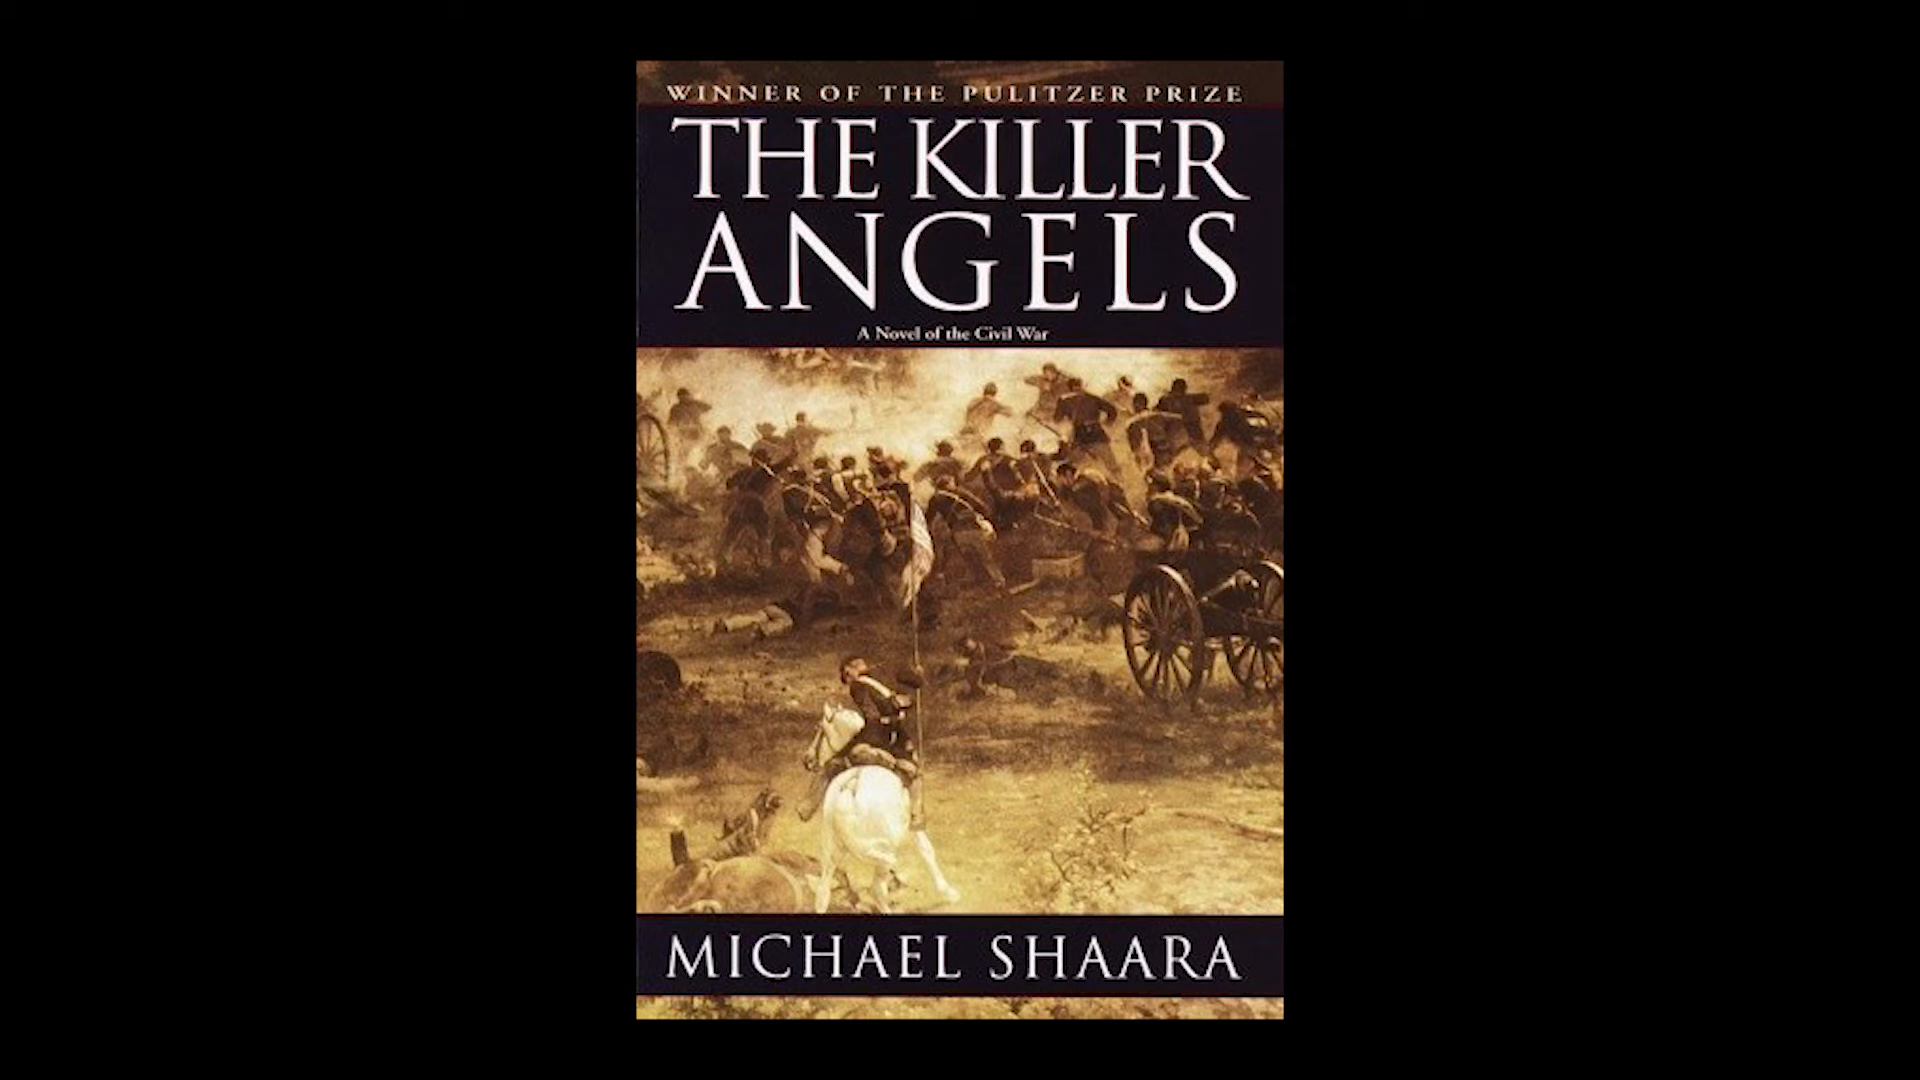 WINNER OF THE PULITZER PRIZE
THE KILLER
ANGELS
A Novel of the Civil War
MICHAEL SHAARA